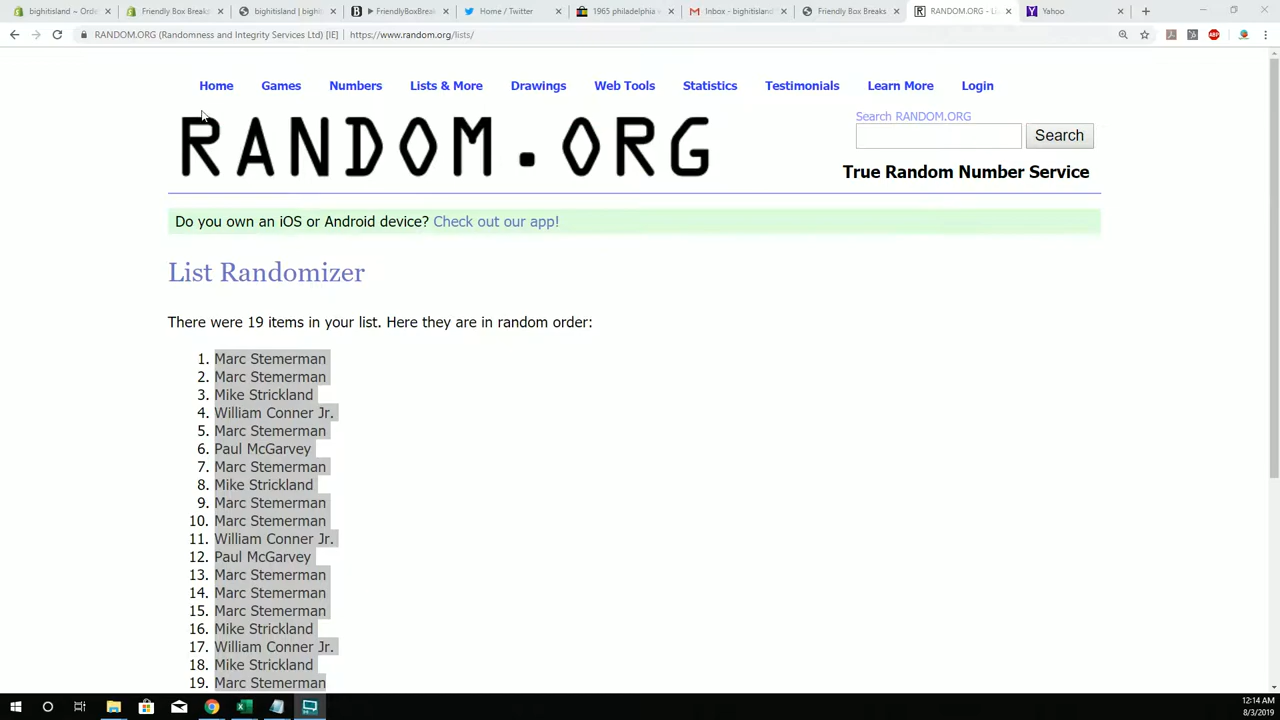 bighitisland ~ Orde
Friendly Box Breaks
bighitisland | bight
FriendlyBoxBreak
Home / Twitter
1965 philadelphia
Inbox - bighitisland
Friendly Box Breaks
RANDOM.ORG - Li
Yahoo
RANDOM.ORG (Randomness and Integrity Services Ltd) [IE] | https://www.random.org/lists/
Home Games Numbers Lists & More Drawings Web Tools Statistics Testimonials Learn More Login
RANDOM.ORG
Search RANDOM.ORG
Search
True Random Number Service
Do you own an iOS or Android device? Check out our app!
List Randomizer
There were 19 items in your list. Here they are in random order:
1. Marc Stemerman
2. Marc Stemerman
3. Mike Strickland
4. William Conner Jr.
5. Marc Stemerman
6. Paul McGarvey
7. Marc Stemerman
8. Mike Strickland
9. Marc Stemerman
10. Marc Stemerman
11. William Conner Jr.
12. Paul McGarvey
13. Marc Stemerman
14. Marc Stemerman
15. Marc Stemerman
16. Mike Strickland
17. William Conner Jr.
18. Mike Strickland
19. Marc Stemerman
12:14 AM
8/3/2019